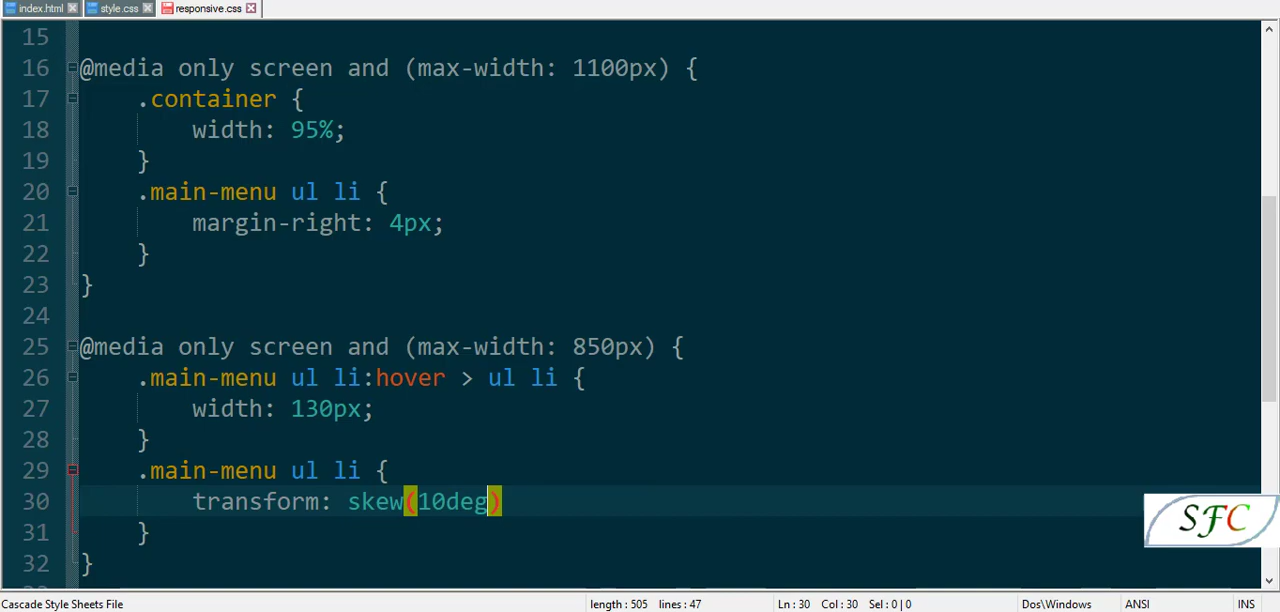 index.html style.css responsive.css
15
16 @media only screen and (max-width: 1100px) {
17 .container {
18 width: 95%;
19 }
20 .main-menu ul li {
21 margin-right: 4px;
22 }
23 }
24
25 @media only screen and (max-width: 850px) {
26 .main-menu ul li:hover > ul li {
27 width: 130px;
28 }
29 .main-menu ul li {
30 transform: skew(10deg)
31 }
32 }
SFC
Cascade Style Sheets File length : 505 lines : 47 Ln : 30 Col : 30 Sel : 0 | 0 Dos\Windows ANSI INS